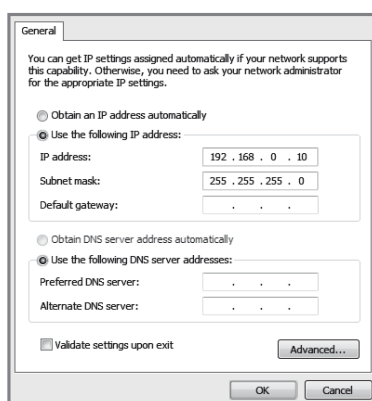 General
You can get IP settings assigned automatically if your network supports
this capability. Otherwise, you need to ask your network administrator
for the appropriate IP settings.
Obtain an IP address automatically
Use the following IP address:
IP address: 192 . 168 . 0 . 10
Subnet mask: 255 . 255 . 255 . 0
Default gateway: . . .
Obtain DNS server address automatically
Use the following DNS server addresses:
Preferred DNS server: . . .
Alternate DNS server: . . .
Validate settings upon exit
Advanced...
OK Cancel